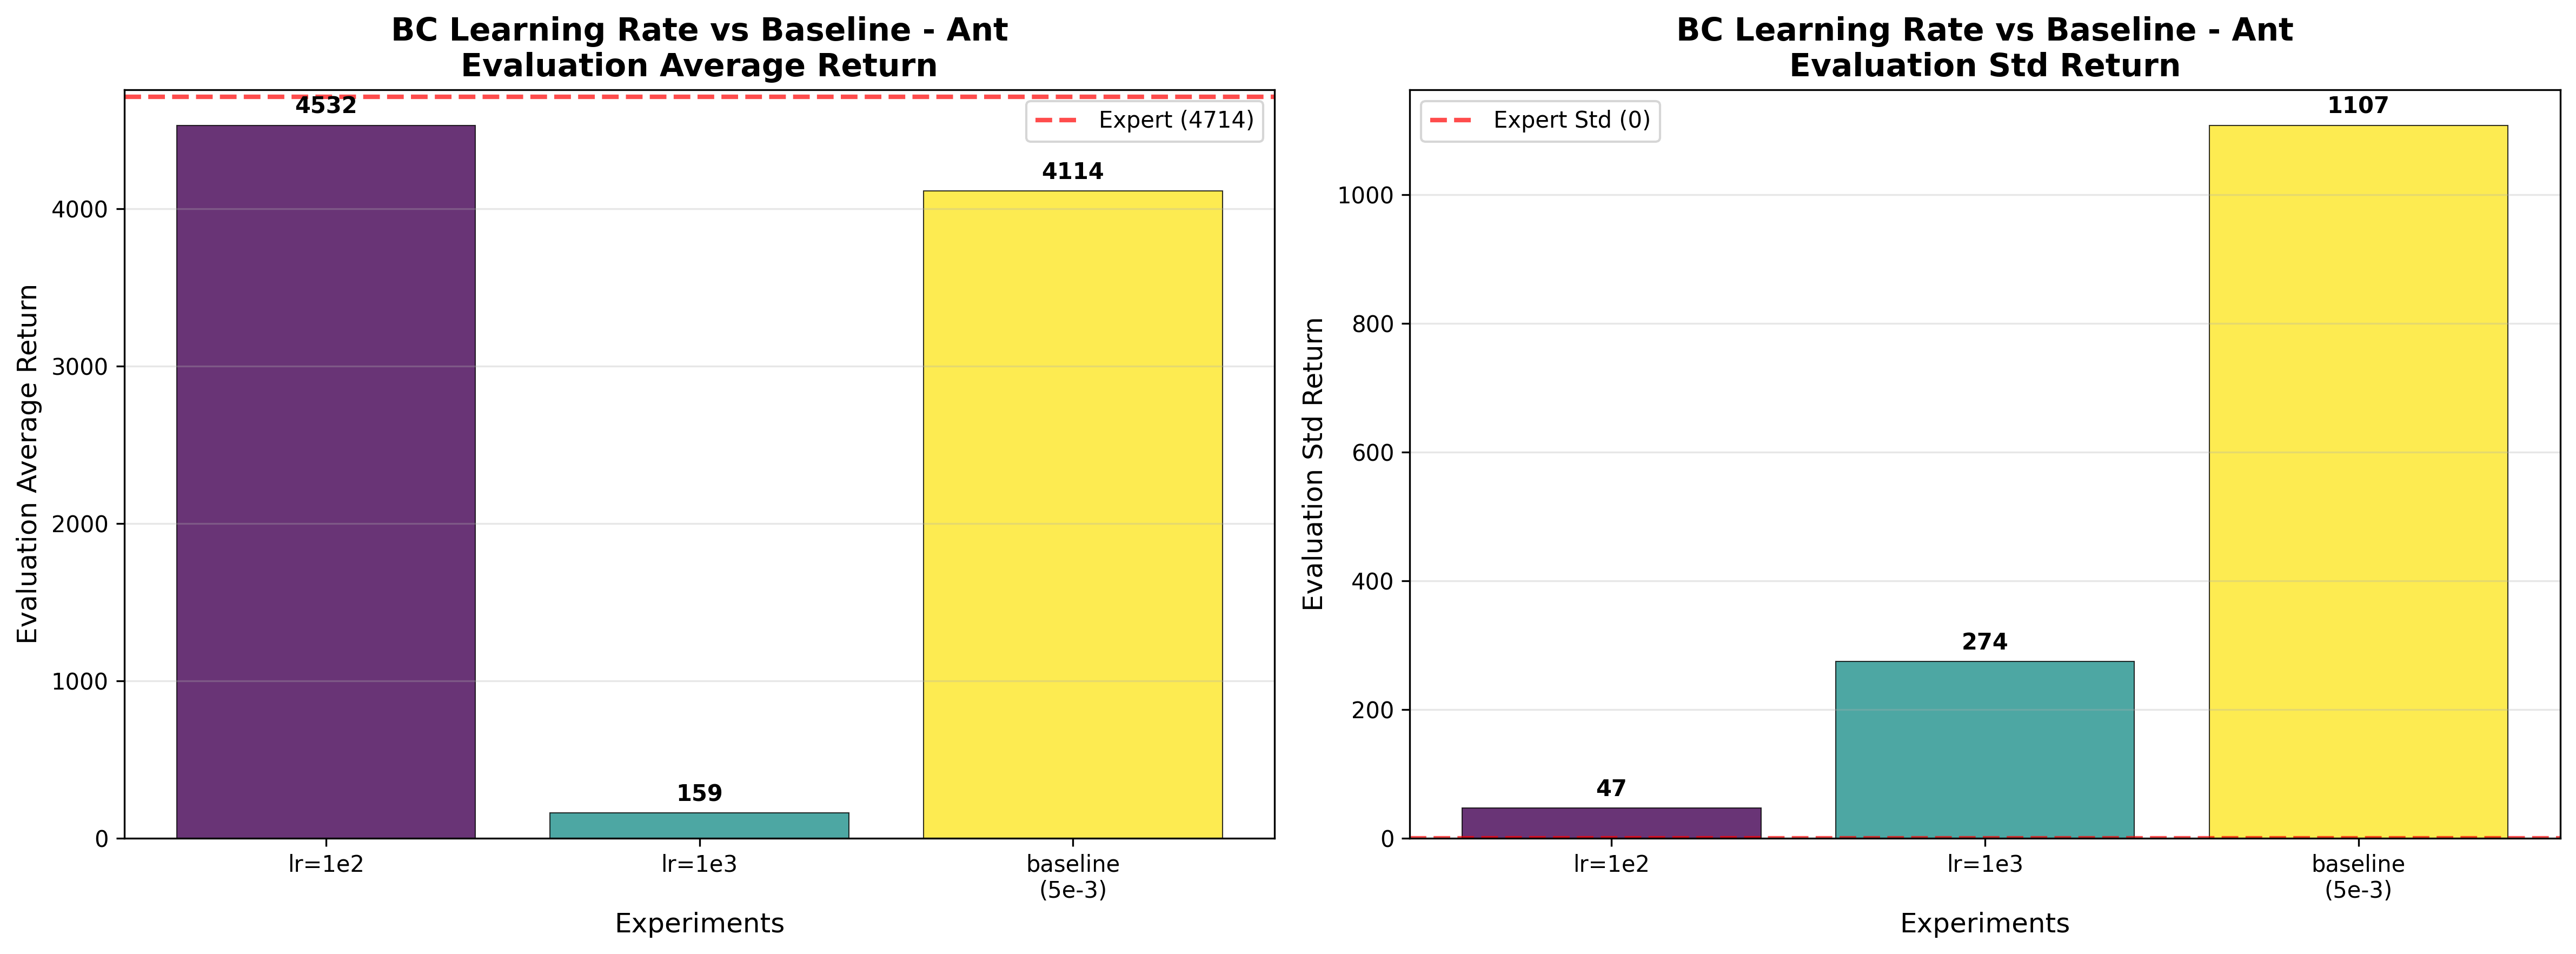 BC Learning Rate vs Baseline - Ant
Evaluation Average Return
Evaluation Average Return
4000
3000
2000
1000
0
4532
159
4114
Expert (4714)
lr=1e2
lr=1e3
baseline
(5e-3)
Experiments
BC Learning Rate vs Baseline - Ant
Evaluation Std Return
Evaluation Std Return
1000
800
600
400
200
0
Expert Std (0)
47
274
1107
lr=1e2
lr=1e3
baseline
(5e-3)
Experiments